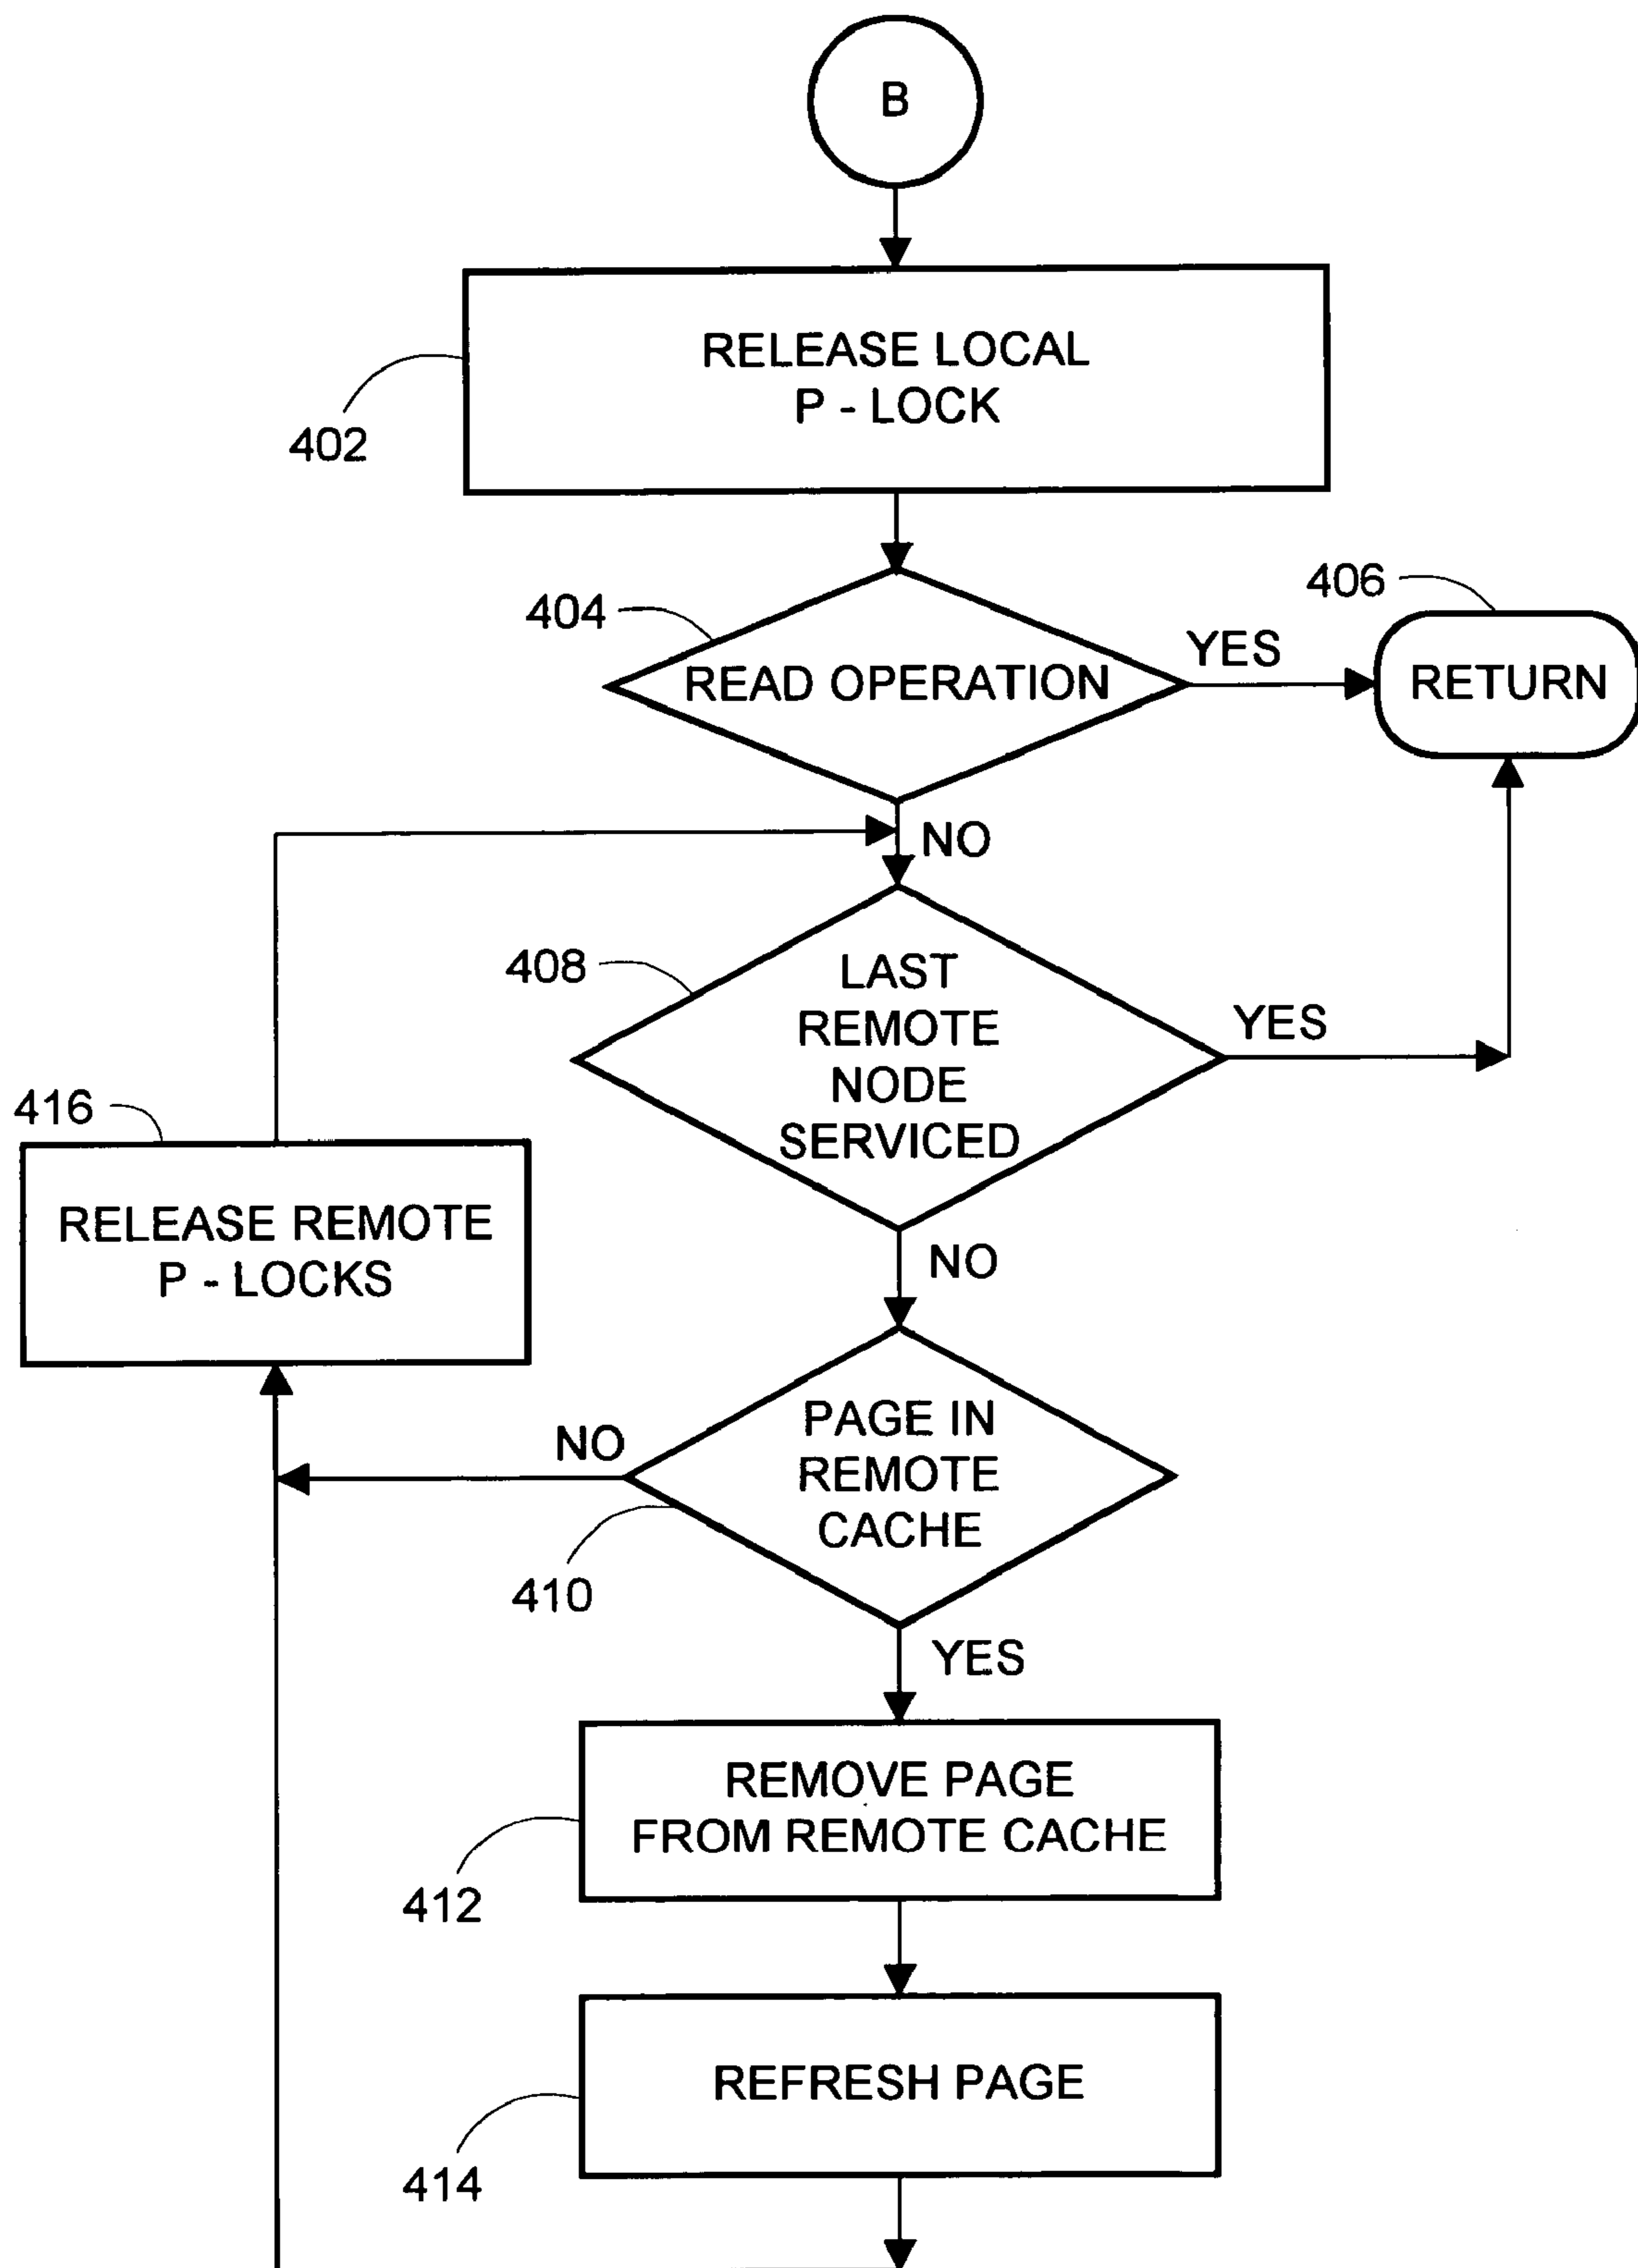 B
RELEASE LOCAL
P - LOCK
402
404
READ OPERATION
YES
406
RETURN
NO
408
LAST
REMOTE
NODE
SERVICED
YES
416
RELEASE REMOTE
P - LOCKS
NO
PAGE IN
REMOTE
CACHE
NO
410
YES
REMOVE PAGE
FROM REMOTE CACHE
412
REFRESH PAGE
414